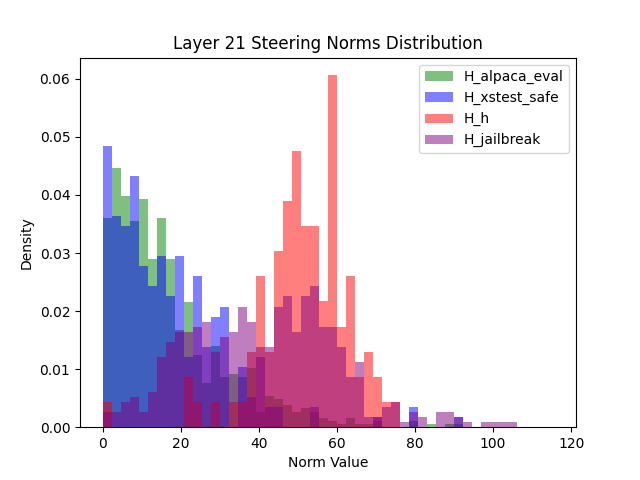 Layer 21 Steering Norms Distribution
H_alpaca_eval
H_xstest_safe
H_h
H_jailbreak
Density
0.06
0.05
0.04
0.03
0.02
0.01
0.00
0 20 40 60 80 100 120
Norm Value